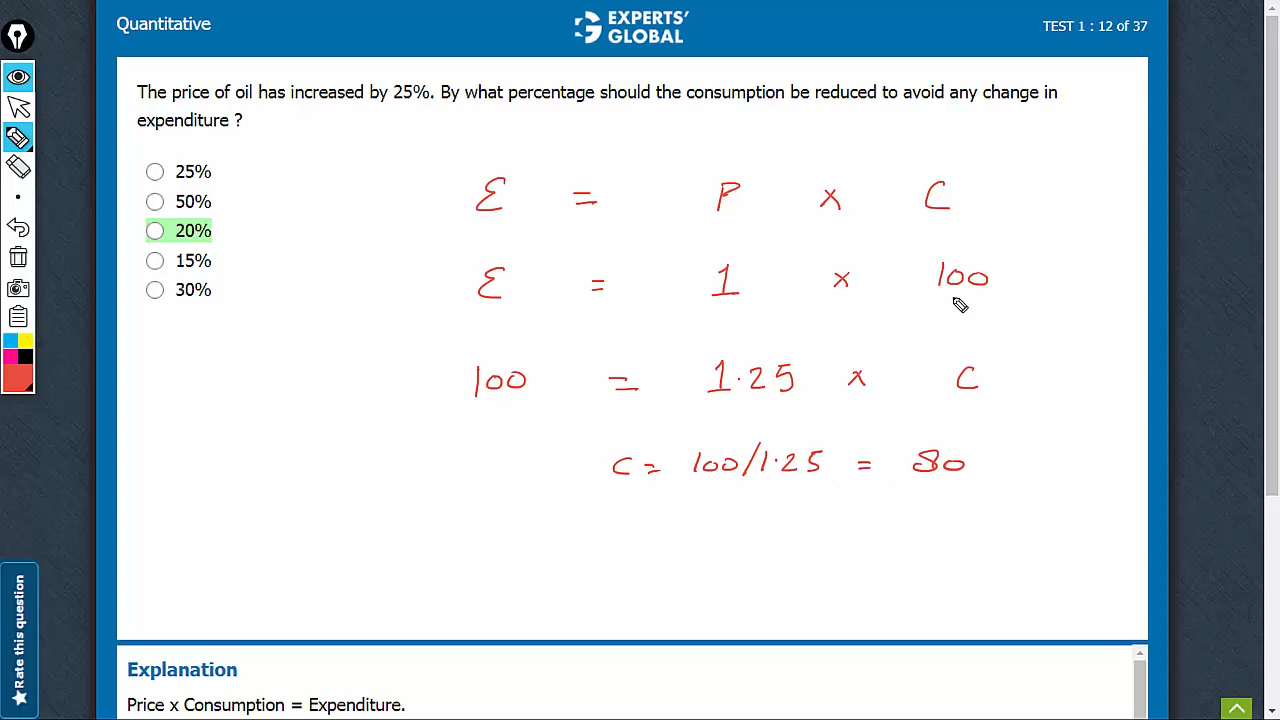 Quantitative
EXPERTS'
GLOBAL
TEST 1 : 12 of 37
The price of oil has increased by 25%. By what percentage should the consumption be reduced to avoid any change in
expenditure ?
25%
50%
20%
15%
30%
E = P x C
E = 1 x 100
100 = 1.25 x C
C = 100/1.25 = 80
Rate this question
Explanation
Price x Consumption = Expenditure.